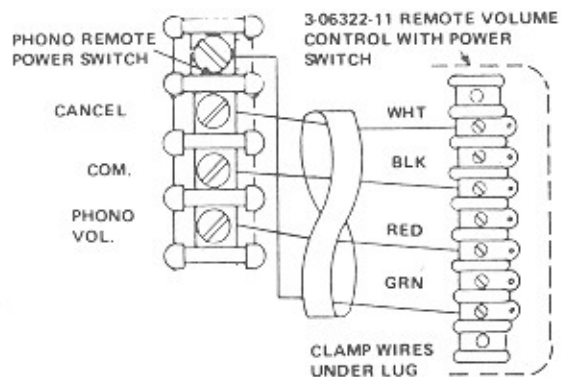 PHONO REMOTE
POWER SWITCH
CANCEL
COM.
PHONO
VOL.
3-06322-11 REMOTE VOLUME
CONTROL WITH POWER
SWITCH
WHT
BLK
RED
GRN
CLAMP WIRES
UNDER LUG